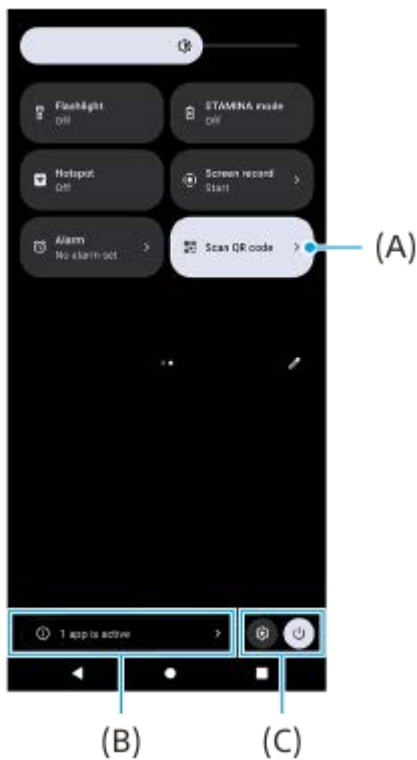 Flashlight
Off
STAMINA mode
Off
Hotspot
Off
Screen record
Start
Alarm
No alarm set
Scan QR code
(A)
1 app is active
(B)
(C)